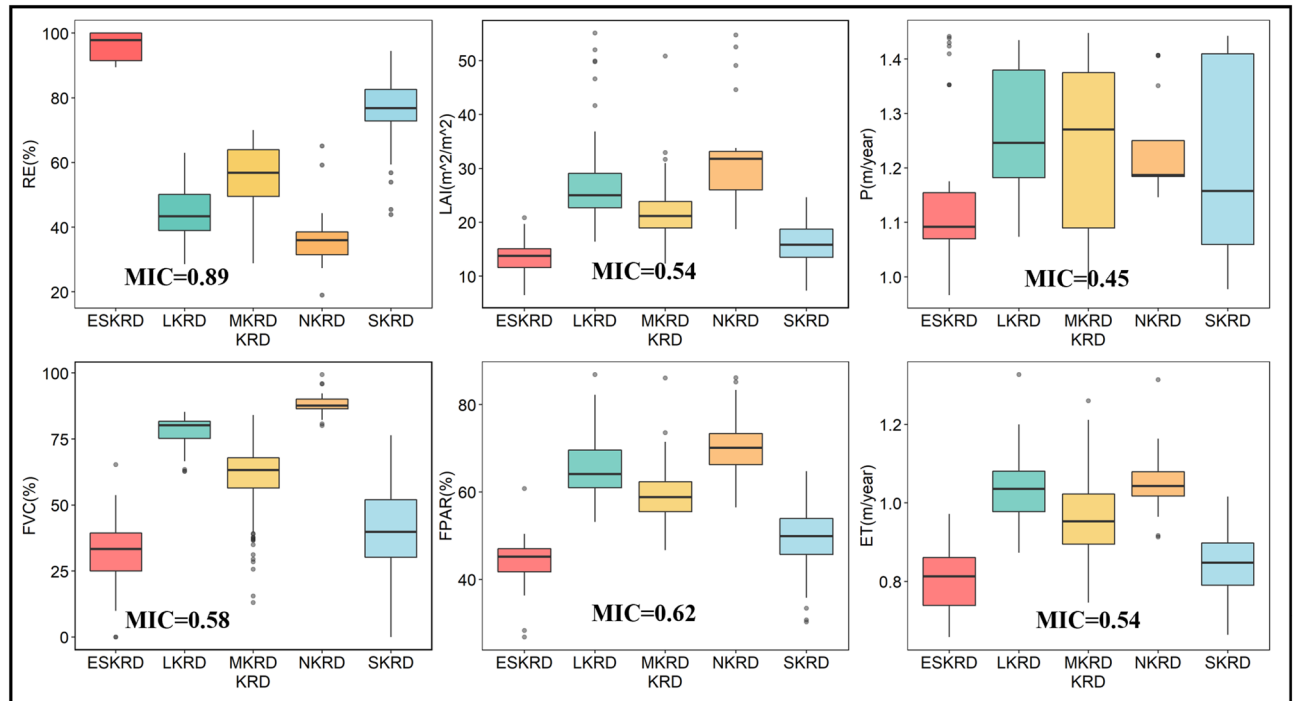 100
80
60
40
20
RE(%)
MIC=0.89
ESKRD LKRD MKRD NKRD SKRD
KRD
50
40
30
20
10
LAI(m^2/m^2)
MIC=0.54
ESKRD LKRD MKRD NKRD SKRD
KRD
1.4
1.3
1.2
1.1
1.0
P(m/year)
MIC=0.45
ESKRD LKRD MKRD NKRD SKRD
KRD
100
75
50
25
0
FVC(%)
MIC=0.58
ESKRD LKRD MKRD NKRD SKRD
KRD
80
60
40
FPAR(%)
MIC=0.62
ESKRD LKRD MKRD NKRD SKRD
KRD
1.2
1.0
0.8
ET(m/year)
MIC=0.54
ESKRD LKRD MKRD NKRD SKRD
KRD